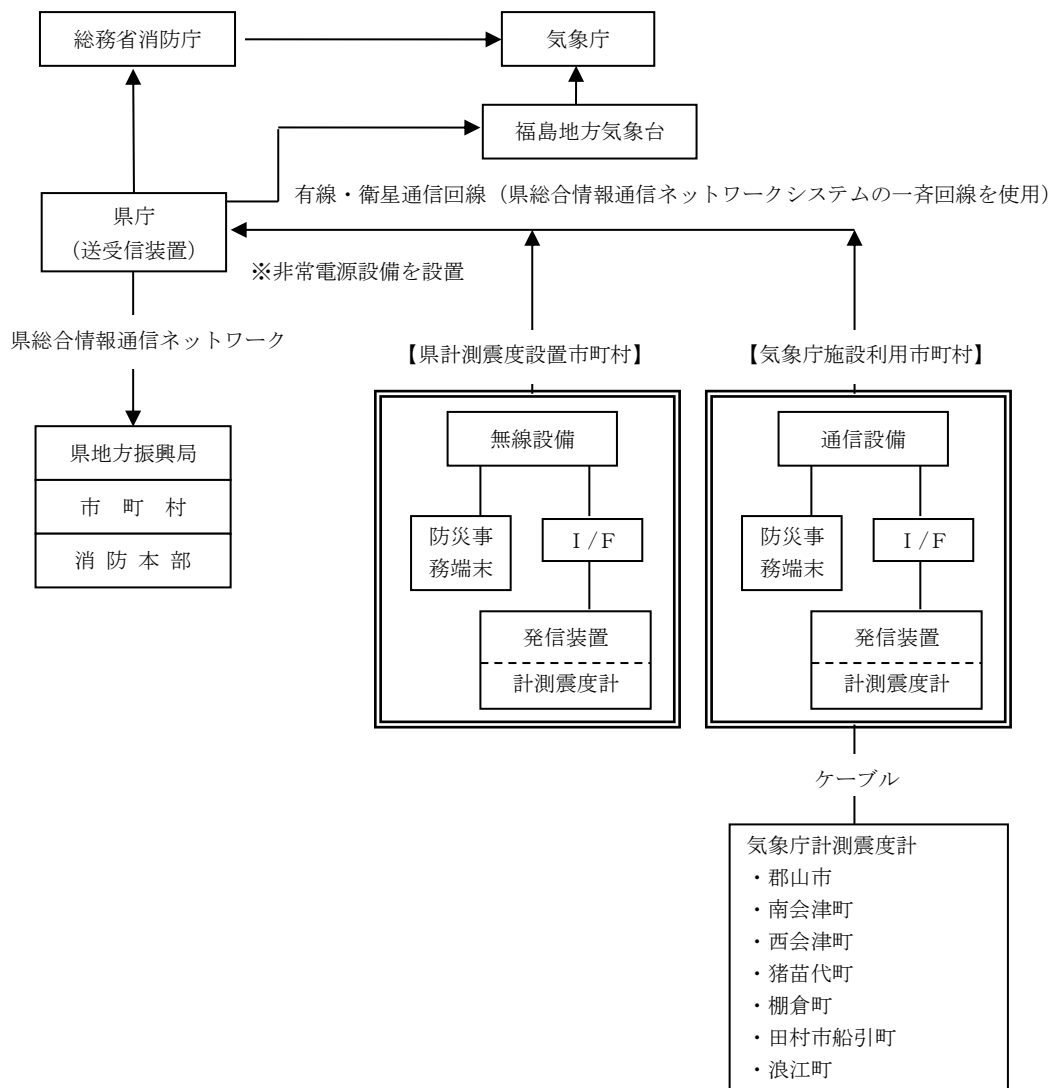 総務省消防庁
気象庁
福島地方気象台
有線・衛星通信回線（県総合情報通信ネットワークシステムの一斉回線を使用）
県庁
（送受信装置）
※非常電源設備を設置
県総合情報通信ネットワーク
【県計測震度設置市町村】
【気象庁施設利用市町村】
県地方振興局
市　町　村
消 防 本 部
無線設備
防災事
務端末
Ｉ/Ｆ
発信装置
計測震度計
通信設備
防災事
務端末
Ｉ/Ｆ
発信装置
計測震度計
ケーブル
気象庁計測震度計
・郡山市
・南会津町
・西会津町
・猪苗代町
・棚倉町
・田村市船引町
・浪江町